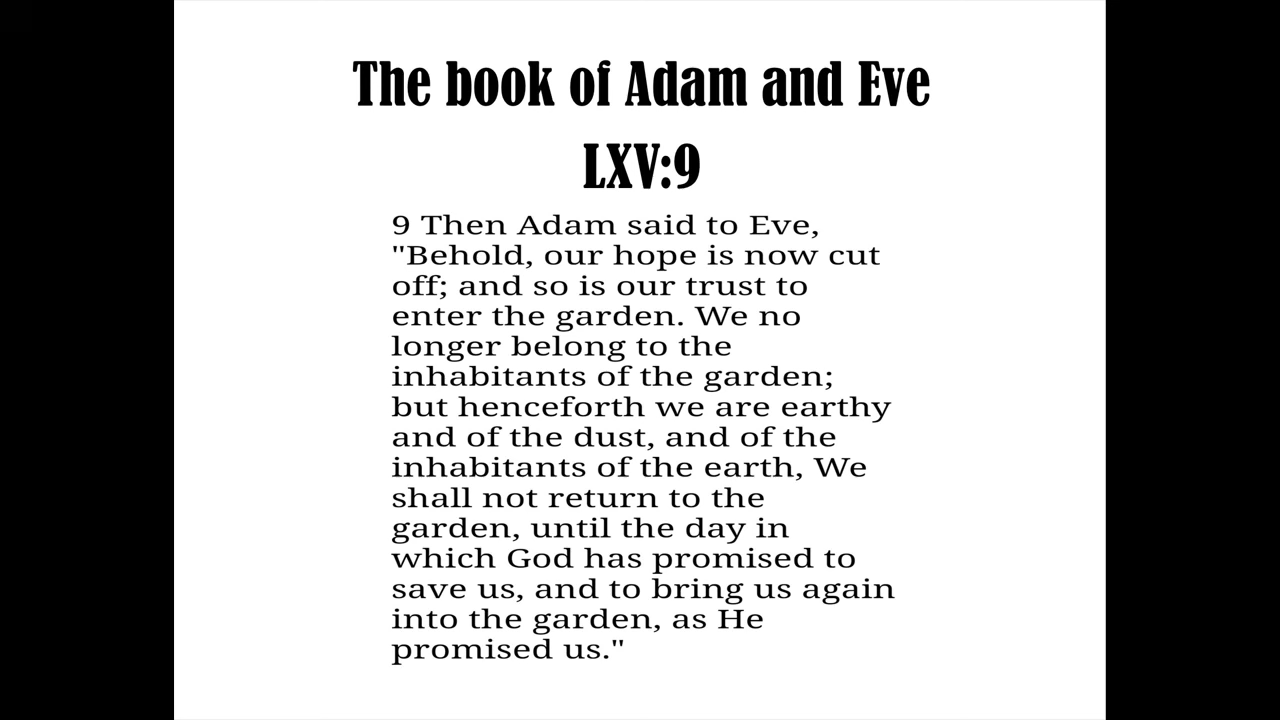 The book of Adam and Eve
LXV:9
9 Then Adam said to Eve,
"Behold, our hope is now cut
off; and so is our trust to
enter the garden. We no
longer belong to the
inhabitants of the garden;
but henceforth we are earthy
and of the dust, and of the
inhabitants of the earth, We
shall not return to the
garden, until the day in
which God has promised to
save us, and to bring us again
into the garden, as He
promised us."